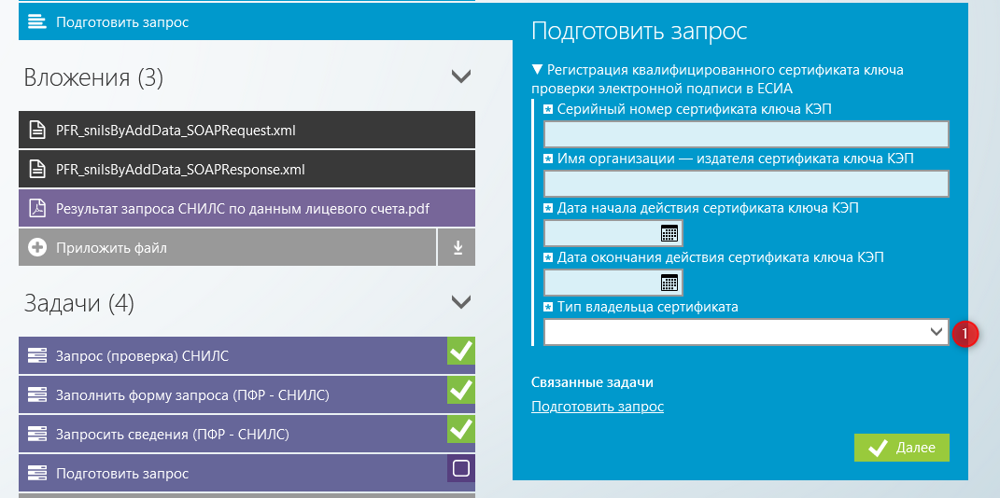 Подготовить запрос
Вложения (3)
PFR_snilsByAddData_SOAPRequest.xml
PFR_snilsByAddData_SOAPResponse.xml
Результат запроса СНИЛС по данным лицевого счета.pdf
Приложить файл
Задачи (4)
Запрос (проверка) СНИЛС
Заполнить форму запроса (ПФР - СНИЛС)
Запросить сведения (ПФР - СНИЛС)
Подготовить запрос
Подготовить запрос
▼ Регистрация квалифицированного сертификата ключа
проверки электронной подписи в ЕСИА
* Серийный номер сертификата ключа КЭП
* Имя организации — издателя сертификата ключа КЭП
* Дата начала действия сертификата ключа КЭП
* Дата окончания действия сертификата ключа КЭП
* Тип владельца сертификата
1
Связанные задачи
Подготовить запрос
Далее